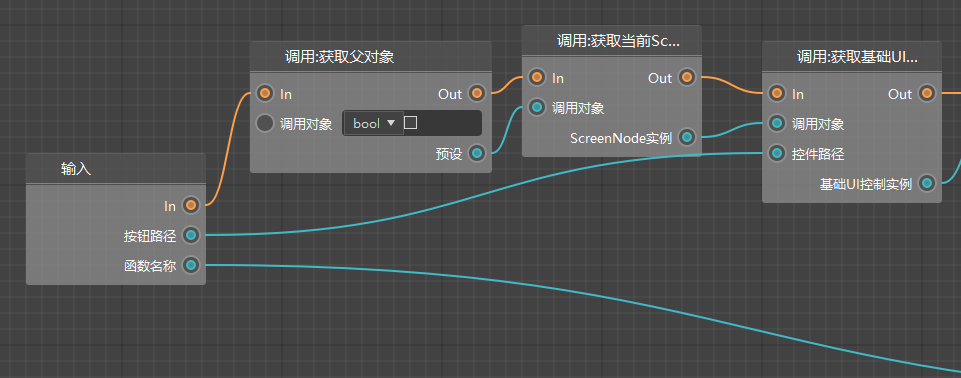 调用:获取父对象
In
Out
调用对象
bool
预设
调用:获取当前Sc...
In
Out
调用对象
ScreenNode实例
调用:获取基础UI...
In
Out
调用对象
控件路径
基础UI控制实例
输入
In
按钮路径
函数名称